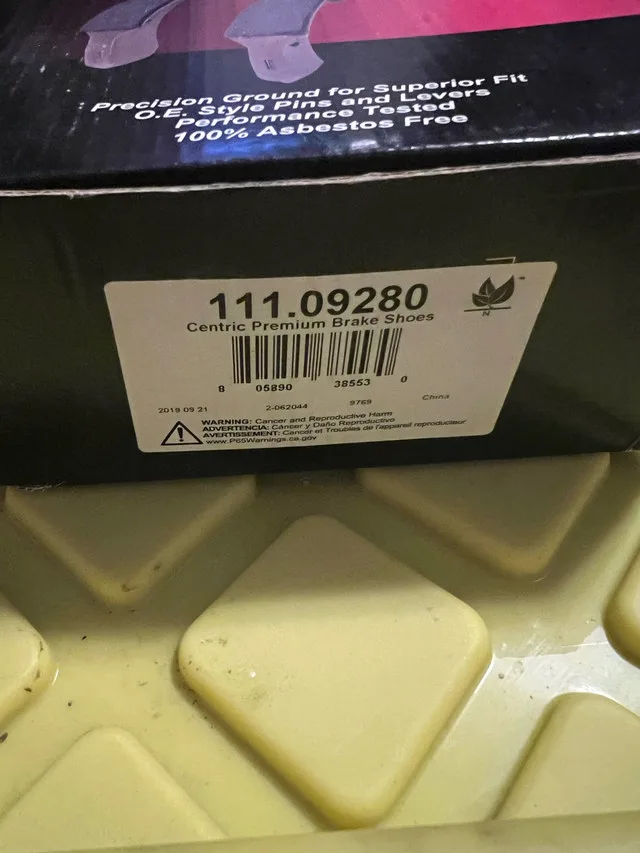 Precision Ground for Superior Fit
O.E. Style Pins and Levers
Performance Tested
100% Asbestos Free
111.09280
Centric Premium Brake Shoes
8 05890 38553 0
2019 09 21 2-062044 9769 China
WARNING: Cancer and Reproductive Harm
ADVERTENCIA: Cáncer y Daño Reproductivo
AVERTISSEMENT: Cancer et Troubles de l'appareil reproducteur
www.P65Warnings.ca.gov
N